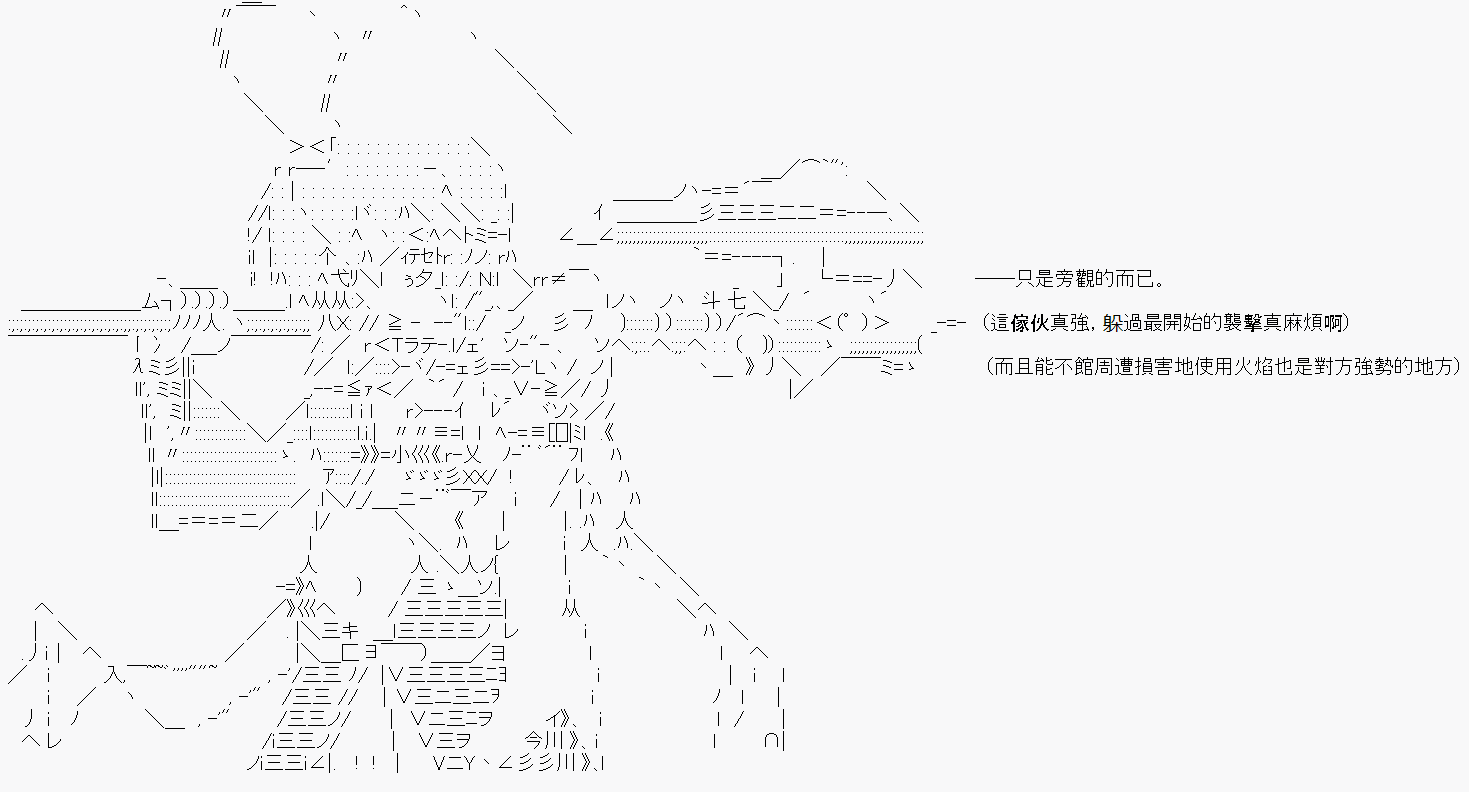 ——只是旁觀的而已。
（這傢伙真強，躲過最開始的襲擊真麻煩啊）
（而且能不館周遭損害地使用火焰也是對方強勢的地方）